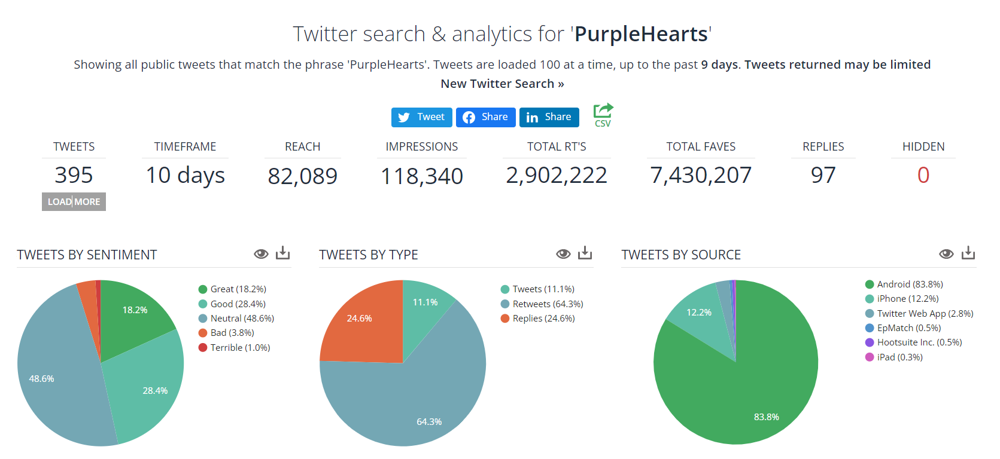 Twitter search & analytics for 'PurpleHearts'
Showing all public tweets that match the phrase 'PurpleHearts'. Tweets are loaded 100 at a time, up to the past 9 days. Tweets returned may be limited
New Twitter Search »
Tweet
Share
Share
CSV
TWEETS
395
LOAD MORE
TIMEFRAME
10 days
REACH
82,089
IMPRESSIONS
118,340
TOTAL RT'S
2,902,222
TOTAL FAVES
7,430,207
REPLIES
97
HIDDEN
0
TWEETS BY SENTIMENT
18.2%
28.4%
48.6%
Great (18.2%)
Good (28.4%)
Neutral (48.6%)
Bad (3.8%)
Terrible (1.0%)
TWEETS BY TYPE
11.1%
24.6%
64.3%
Tweets (11.1%)
Retweets (64.3%)
Replies (24.6%)
TWEETS BY SOURCE
12.2%
83.8%
Android (83.8%)
iPhone (12.2%)
Twitter Web App (2.8%)
EpMatch (0.5%)
Hootsuite Inc. (0.5%)
iPad (0.3%)